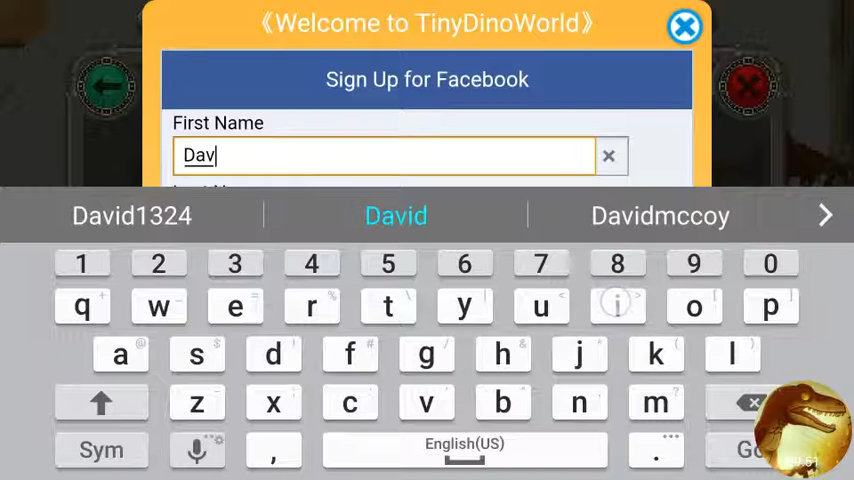 《Welcome to TinyDinoWorld》
Sign Up for Facebook
First Name
Dav
David1324 David Davidmccoy
1 2 3 4 5 6 7 8 9 0
q w e r t y u i o p
a s d f g h j k l
z x c v b n m
Sym , English(US) . Go